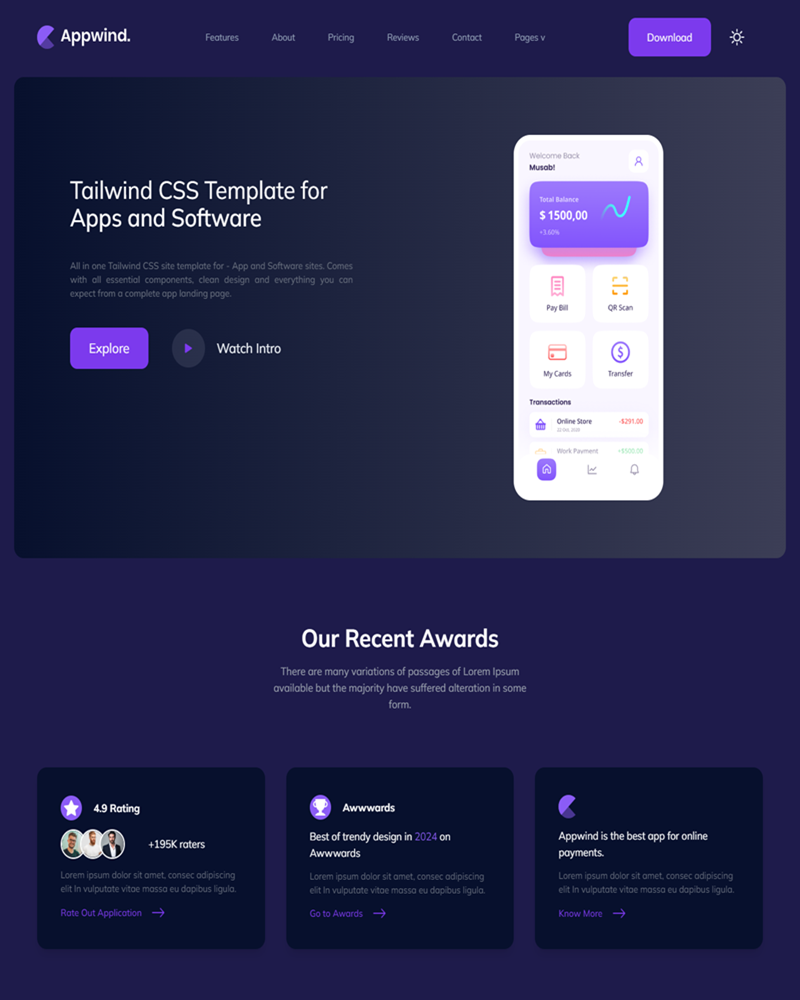 Appwind.
Features About Pricing Reviews Contact Pages v
Download
Tailwind CSS Template for
Apps and Software
All in one Tailwind CSS site template for - App and Software sites. Comes
with all essential components, clean design and everything you can
expect from a complete app landing page.
Explore
Watch Intro
Welcome Back
Musab!
Total Balance
$ 1500,00
+3.60%
Pay Bill
QR Scan
My Cards
Transfer
Transactions
Online Store -$291.00
Work Payment +$500.00
Our Recent Awards
There are many variations of passages of Lorem Ipsum
available but the majority have suffered alteration in some
form.
4.9 Rating
+195K raters
Lorem ipsum dolor sit amet, consec adipiscing
elit In vulputate vitae massa eu dapibus ligula.
Rate Out Application
Awwwards
Best of trendy design in 2024 on
Awwwards
Lorem ipsum dolor sit amet, consec adipiscing
elit In vulputate vitae massa eu dapibus ligula.
Go to Awards
Appwind is the best app for online
payments.
Lorem ipsum dolor sit amet, consec adipiscing
elit In vulputate vitae massa eu dapibus ligula.
Know More